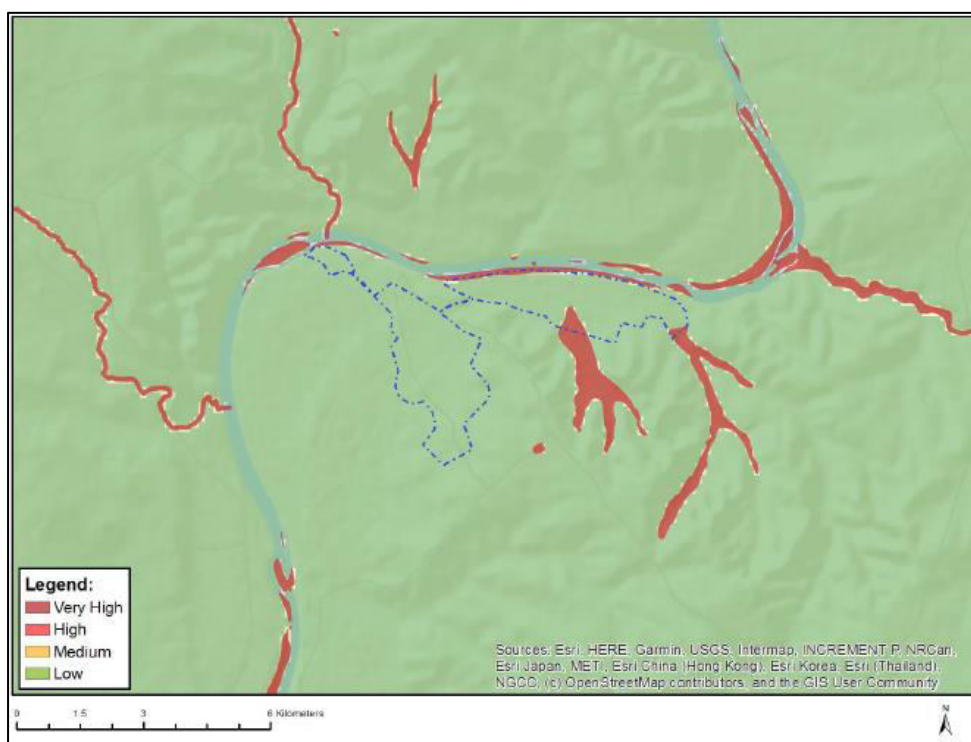 Legend:
Very High
High
Medium
Low
Sources: Esri, HERE, Garmin, USGS, Intermap, INCREMENT P, NRCan,
Esri Japan, METI, Esri China (Hong Kong), Esri Korea, Esri (Thailand),
NGCC, (c) OpenStreetMap contributors, and the GIS User Community
0 1.5 3 6 Kilometers
N